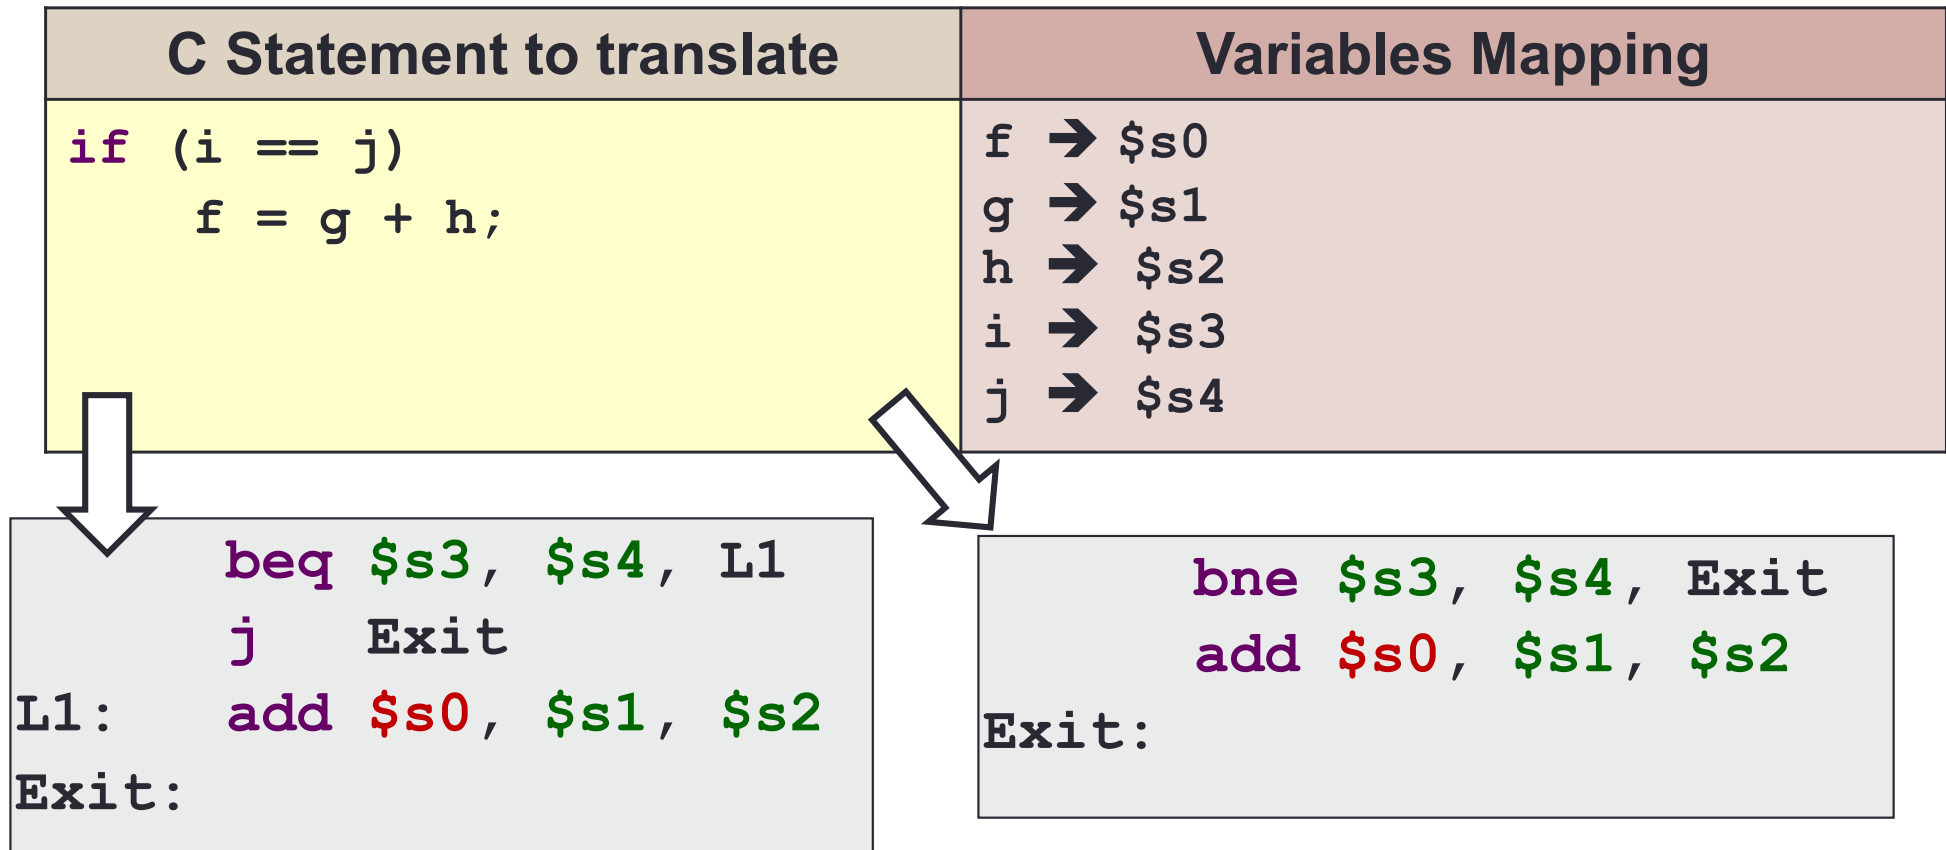 C Statement to translate
Variables Mapping
if (i == j)
f = g + h;
f ➔ $s0
g ➔ $s1
h ➔ $s2
i ➔ $s3
j ➔ $s4
beq $s3, $s4, L1
j Exit
L1: add $s0, $s1, $s2
Exit:
bne $s3, $s4, Exit
add $s0, $s1, $s2
Exit: